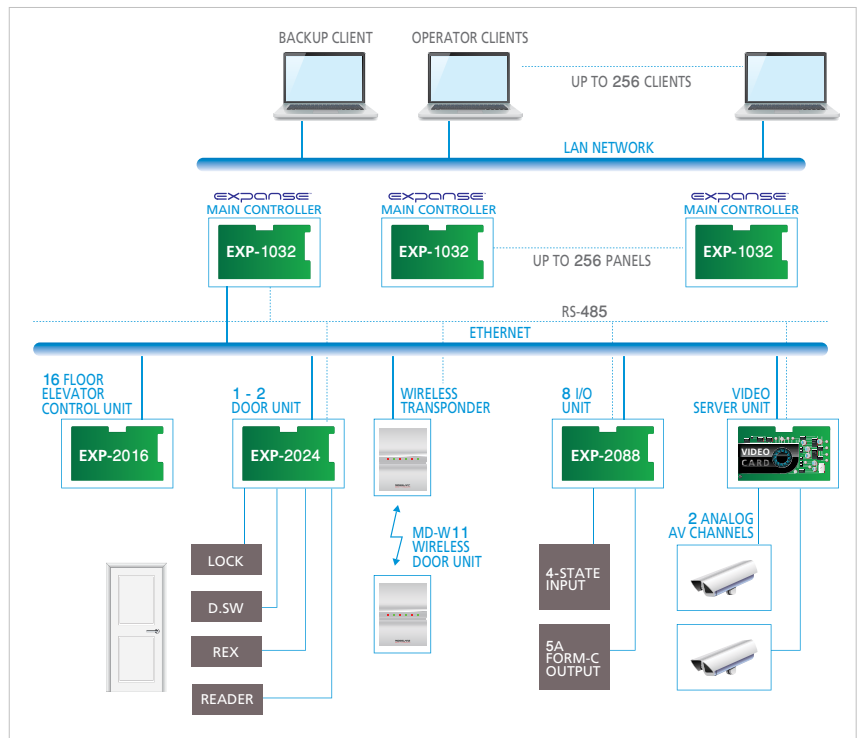 BACKUP CLIENT
OPERATOR CLIENTS
UP TO 256 CLIENTS
LAN NETWORK
expanse
MAIN CONTROLLER
EXP-1032
expanse
MAIN CONTROLLER
EXP-1032
UP TO 256 PANELS
expanse
MAIN CONTROLLER
EXP-1032
RS-485
ETHERNET
16 FLOOR
ELEVATOR
CONTROL UNIT
EXP-2016
1 - 2
DOOR UNIT
EXP-2024
WIRELESS
TRANSPONDER
8 I/O
UNIT
EXP-2088
VIDEO
SERVER UNIT
VIDEO
CARD
LOCK
D.SW
REX
READER
MD-W11
WIRELESS
DOOR UNIT
4-STATE
INPUT
5A
FORM-C
OUTPUT
2 ANALOG
AV CHANNELS